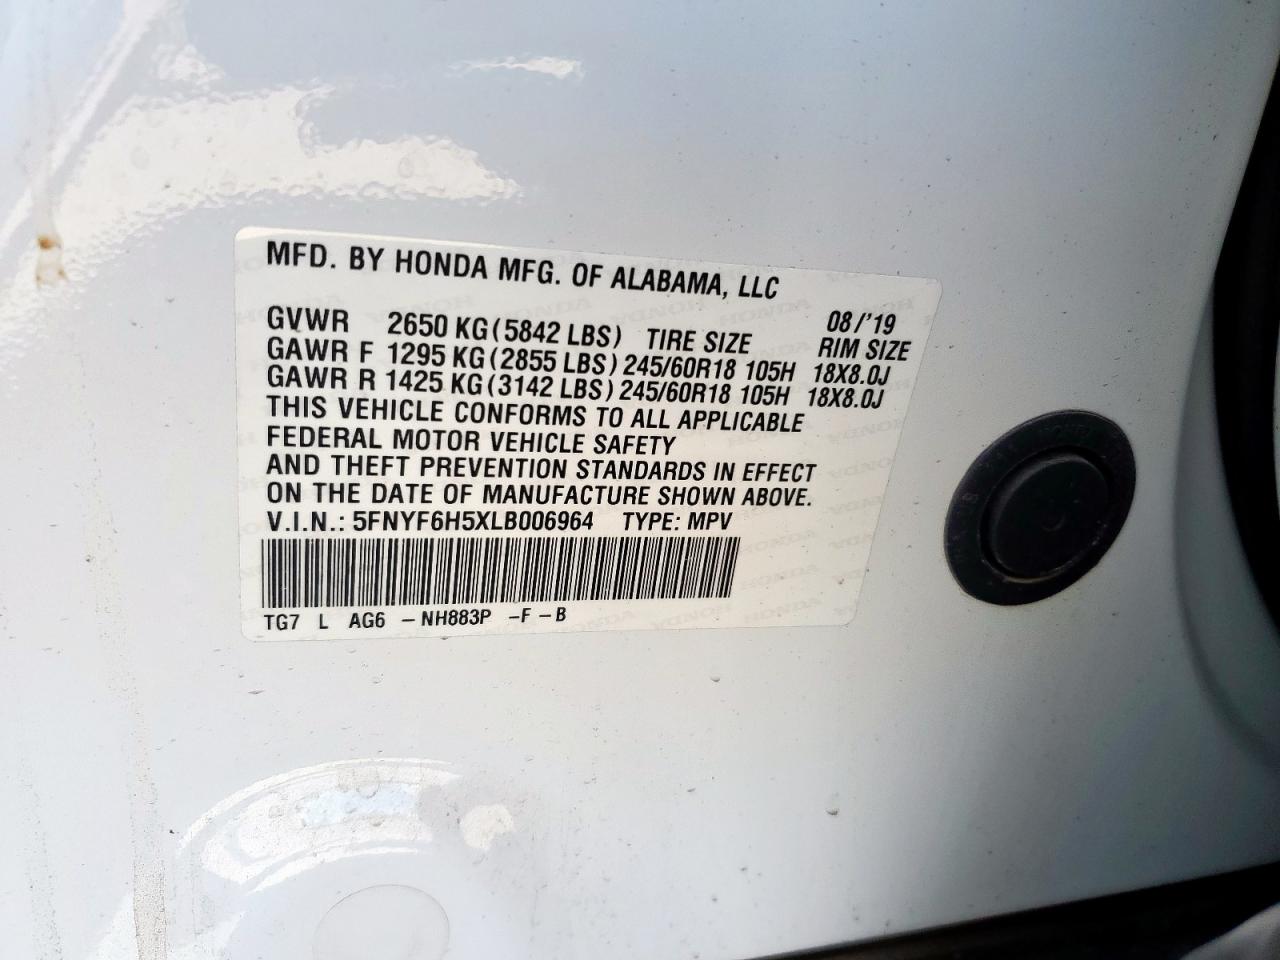 MFD. BY HONDA MFG. OF ALABAMA, LLC
08/'19
GVWR 2650 KG (5842 LBS) TIRE SIZE RIM SIZE
GAWR F 1295 KG (2855 LBS) 245/60R18 105H 18X8.0J
GAWR R 1425 KG (3142 LBS) 245/60R18 105H 18X8.0J
THIS VEHICLE CONFORMS TO ALL APPLICABLE
FEDERAL MOTOR VEHICLE SAFETY
AND THEFT PREVENTION STANDARDS IN EFFECT
ON THE DATE OF MANUFACTURE SHOWN ABOVE.
V.I.N.: 5FNYF6H5XLB006964 TYPE: MPV
TG7 L AG6 -NH883P -F-B